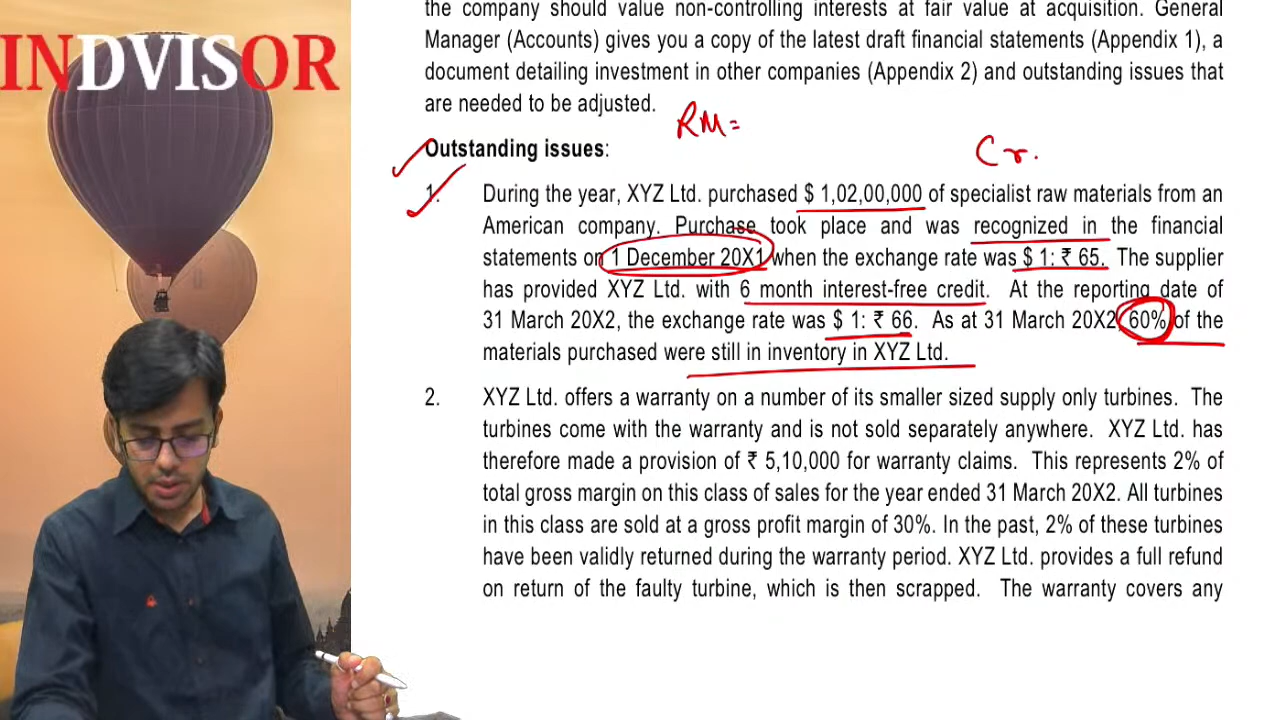 the company should value non-controlling interests at fair value at acquisition. General
INDVISOR
Manager (Accounts) gives you a copy of the latest draft financial statements (Appendix 1), a
document detailing investment in other companies (Appendix 2) and outstanding issues that
are needed to be adjusted.
RM=
Outstanding issues:
Cr.
1. During the year, XYZ Ltd. purchased $ 1,02,00,000 of specialist raw materials from an
American company. Purchase took place and was recognized in the financial
statements on 1 December 20X1 when the exchange rate was $ 1: ₹ 65. The supplier
has provided XYZ Ltd. with 6 month interest-free credit. At the reporting date of
31 March 20X2, the exchange rate was $ 1: ₹ 66. As at 31 March 20X2 60% of the
materials purchased were still in inventory in XYZ Ltd.
2. XYZ Ltd. offers a warranty on a number of its smaller sized supply only turbines. The
turbines come with the warranty and is not sold separately anywhere. XYZ Ltd. has
therefore made a provision of ₹ 5,10,000 for warranty claims. This represents 2% of
total gross margin on this class of sales for the year ended 31 March 20X2. All turbines
in this class are sold at a gross profit margin of 30%. In the past, 2% of these turbines
have been validly returned during the warranty period. XYZ Ltd. provides a full refund
on return of the faulty turbine, which is then scrapped. The warranty covers any